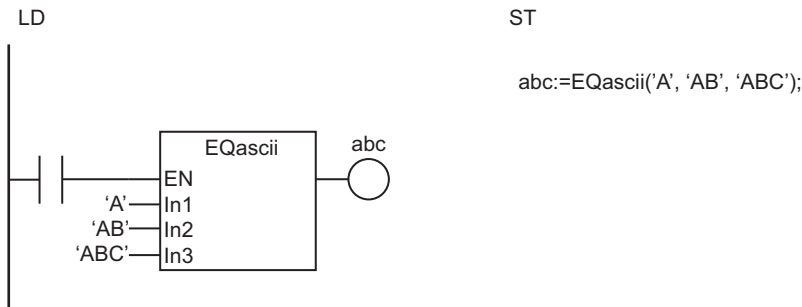 LD
ST
abc:=EQascii('A', ‘AB’, ‘ABC’);
EQascii
abc
EN
‘A’ In1
‘AB’ In2
‘ABC’ In3